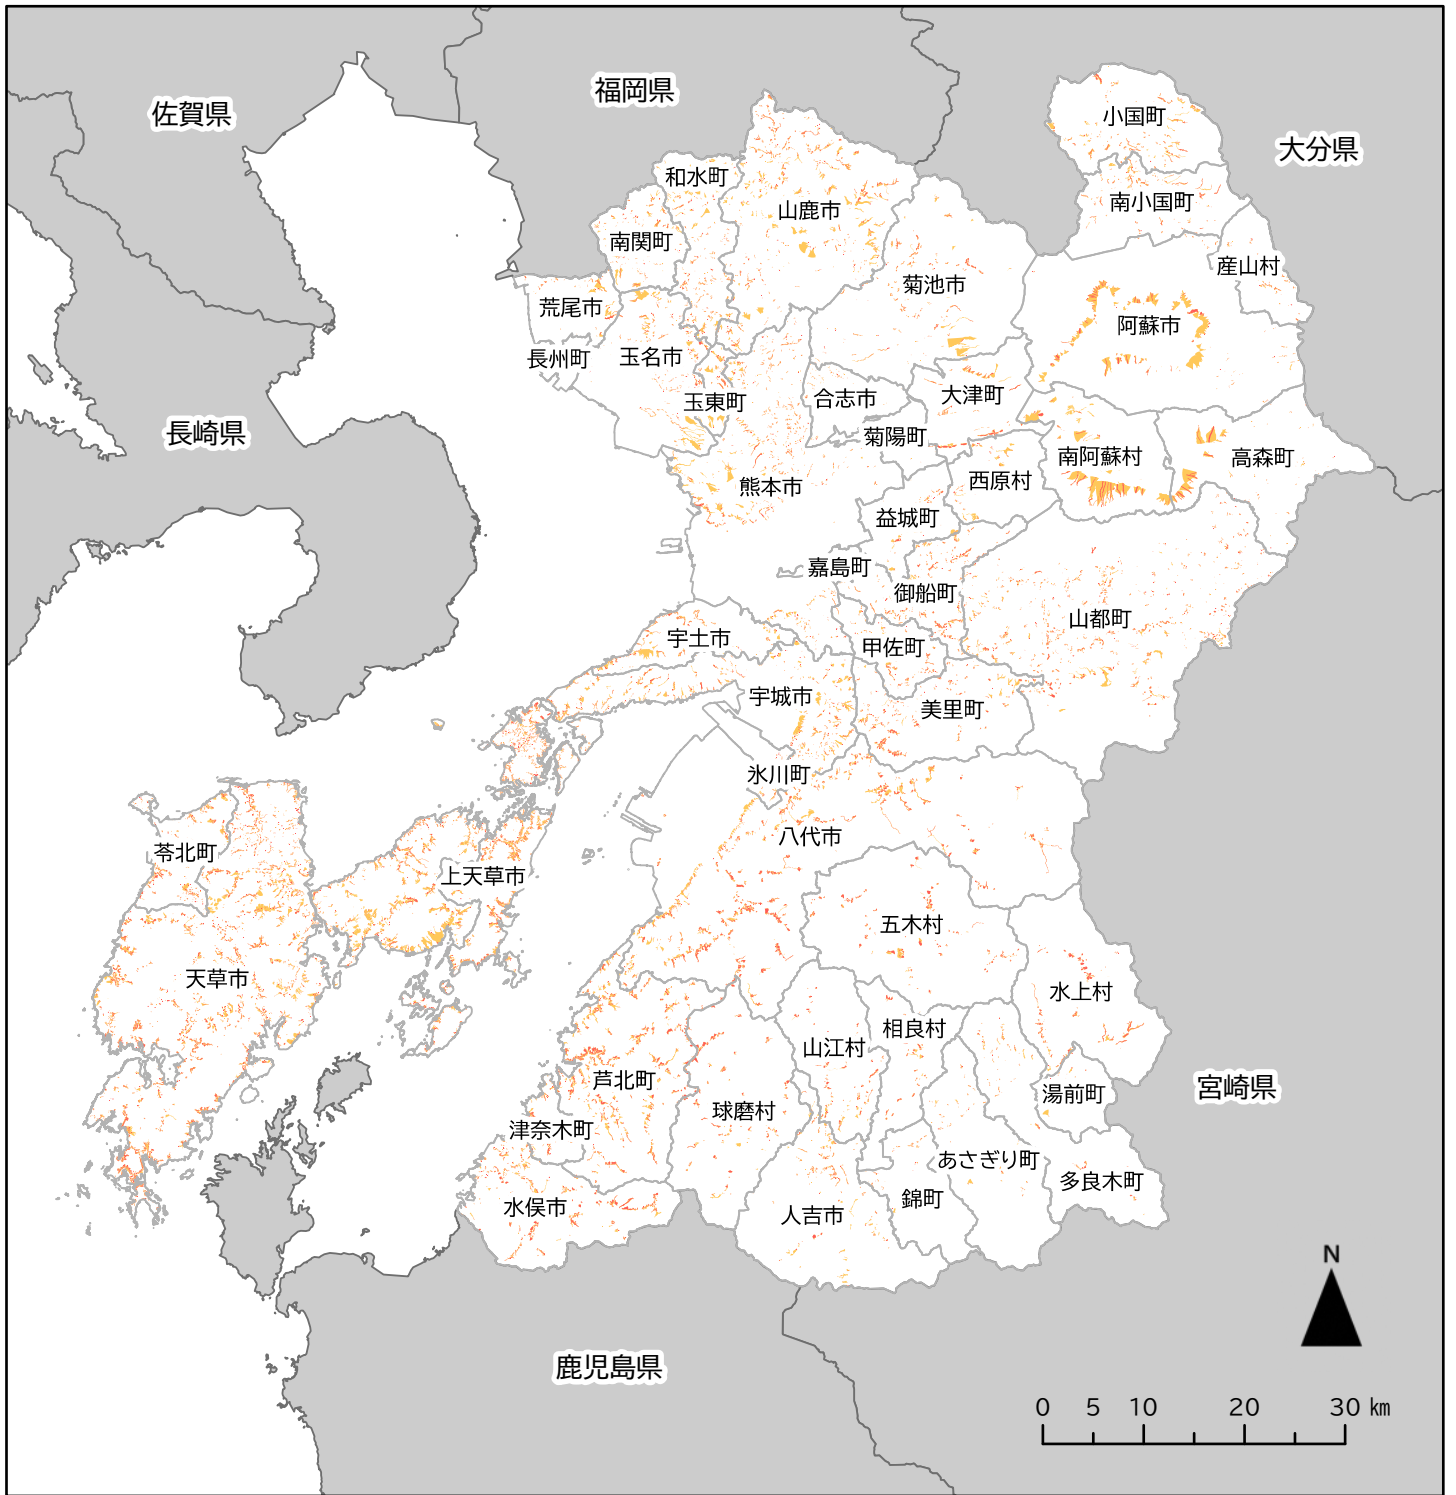 福岡県
佐賀県
小国町
大分県
和水町
南小国町
山鹿市
南関町
産山村
菊池市
荒尾市
阿蘇市
長州町
玉名市
大津町
合志市
玉東町
長崎県
菊陽町
南阿蘇村
高森町
西原村
熊本市
益城町
嘉島町
御船町
山都町
宇土市
甲佐町
宇城市
美里町
氷川町
八代市
苓北町
上天草市
五木村
天草市
水上村
相良村
山江村
芦北町
宮崎県
湯前町
球磨村
津奈木町
あさぎり町
多良木町
錦町
水俣市
人吉市
N
鹿児島県
0 5 10 20 30 ㎞